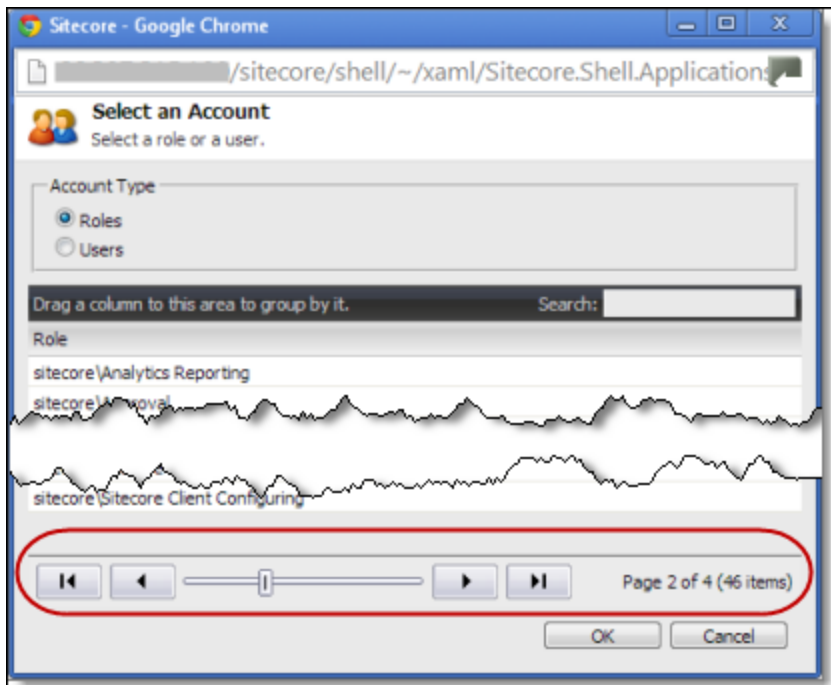 Sitecore - Google Chrome
/sitecore/shell/~/xaml/Sitecore.Shell.Applications
Select an Account
Select a role or a user.
Account Type
Roles
Users
Drag a column to this area to group by it. Search:
Role
sitecore\Analytics Reporting
sitecore\Approval
sitecore\Sitecore Client Configuring
Page 2 of 4 (46 items)
OK Cancel